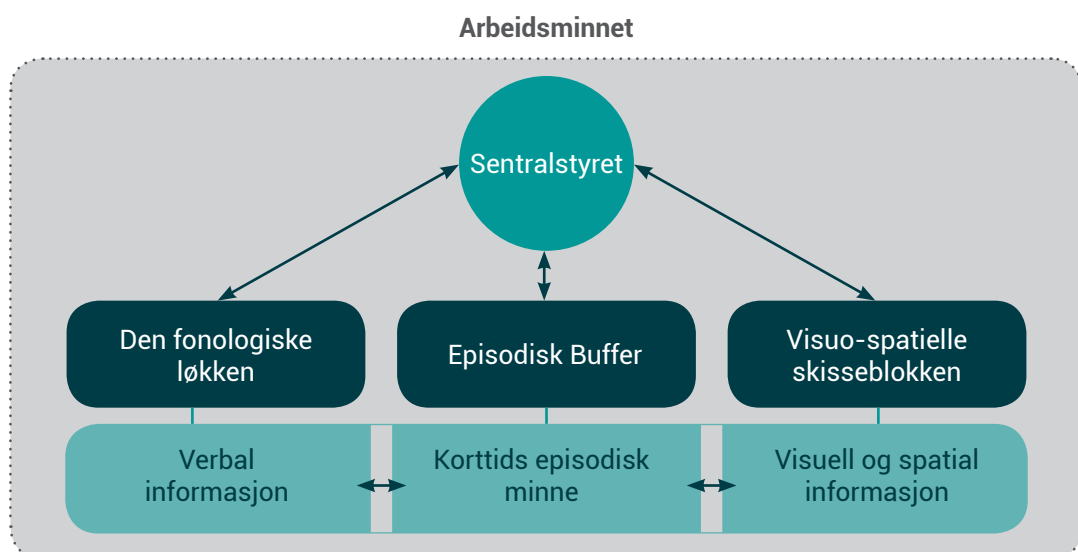 Arbeidsminnet
Sentralstyret
Den fonologiske
løkken
Episodisk Buffer
Visuo-spatielle
skisseblokken
Verbal
informasjon
Korttids episodisk
minne
Visuell og spatial
informasjon